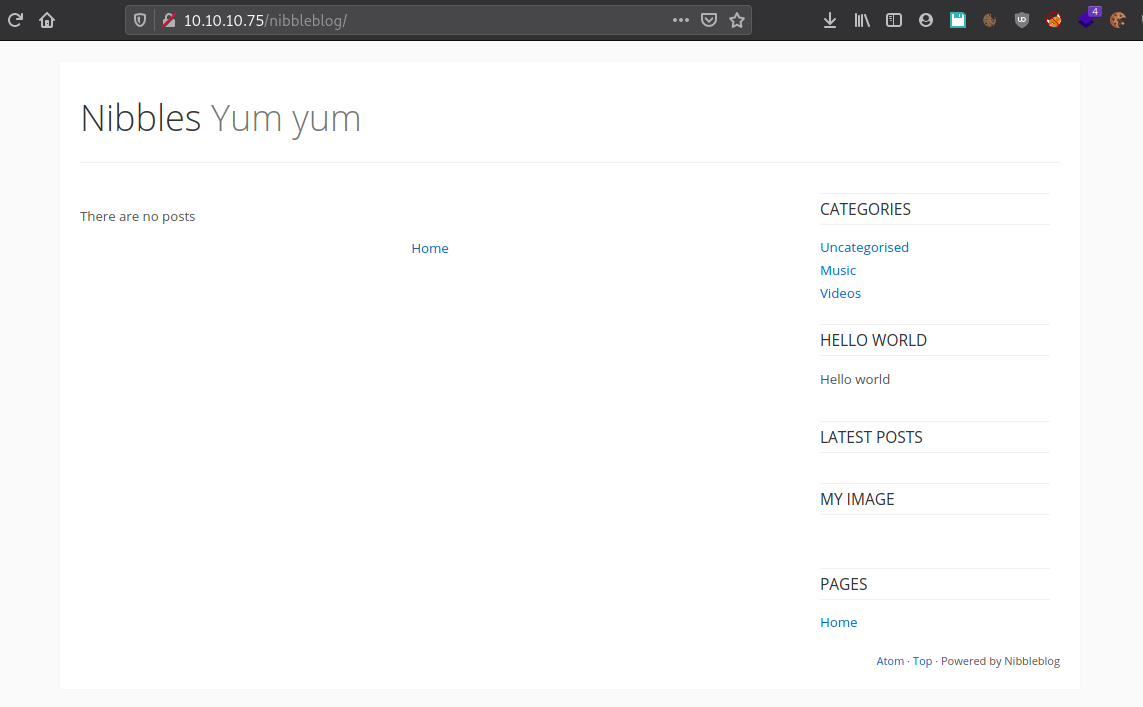 10.10.10.75/nibbleblog/
4
Nibbles Yum yum
There are no posts
Home
CATEGORIES
Uncategorised
Music
Videos
HELLO WORLD
Hello world
LATEST POSTS
MY IMAGE
PAGES
Home
Atom · Top · Powered by Nibbleblog